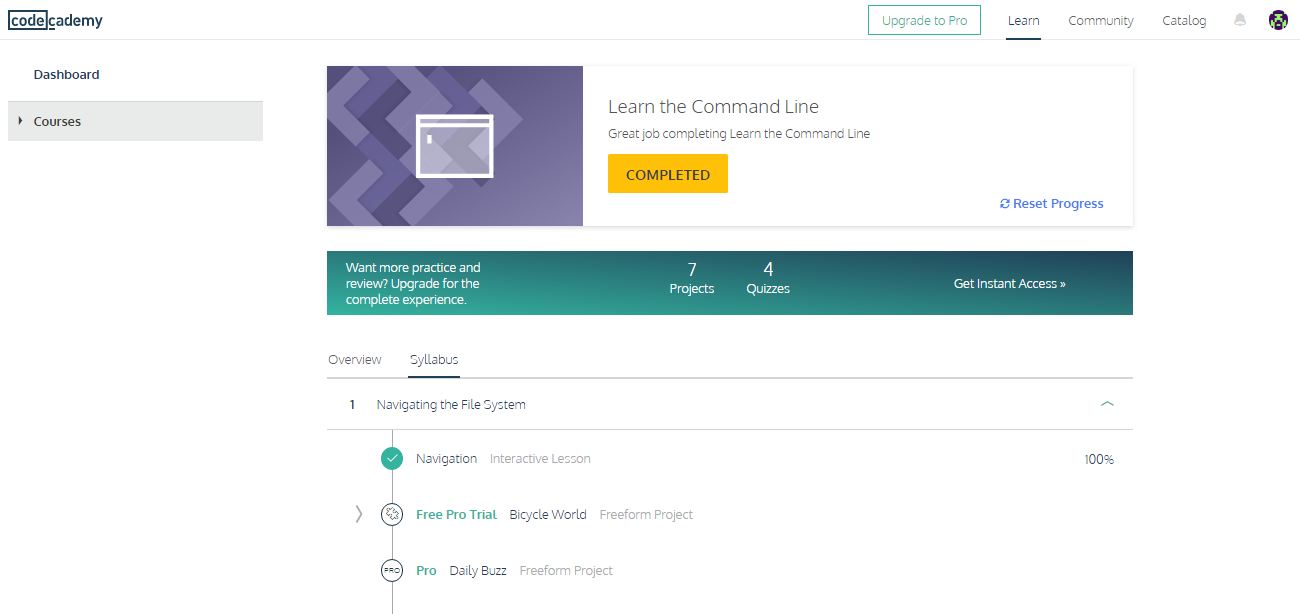 codecademy
Upgrade to Pro
Learn
Community
Catalog
Dashboard
Courses
Learn the Command Line
Great job completing Learn the Command Line
COMPLETED
Reset Progress
Want more practice and
review? Upgrade for the
complete experience.
7
Projects
4
Quizzes
Get Instant Access »
Overview
Syllabus
1 Navigating the File System
Navigation Interactive Lesson 100%
Free Pro Trial Bicycle World Freeform Project
PRO Pro Daily Buzz Freeform Project